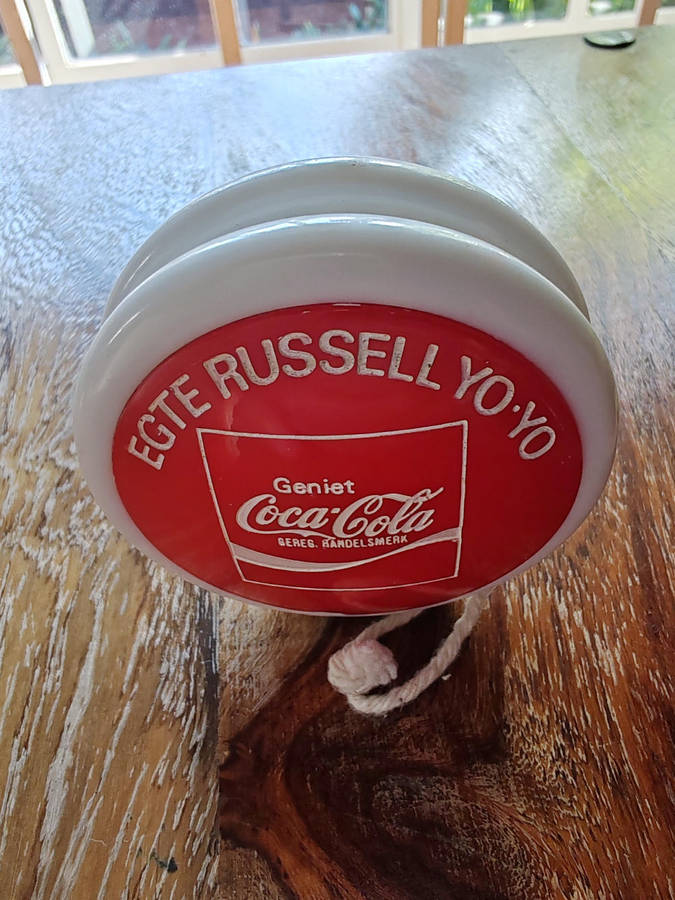 EGTE RUSSELL YO·YO
Geniet
Coca-Cola
GEREG. HANDELSMERK